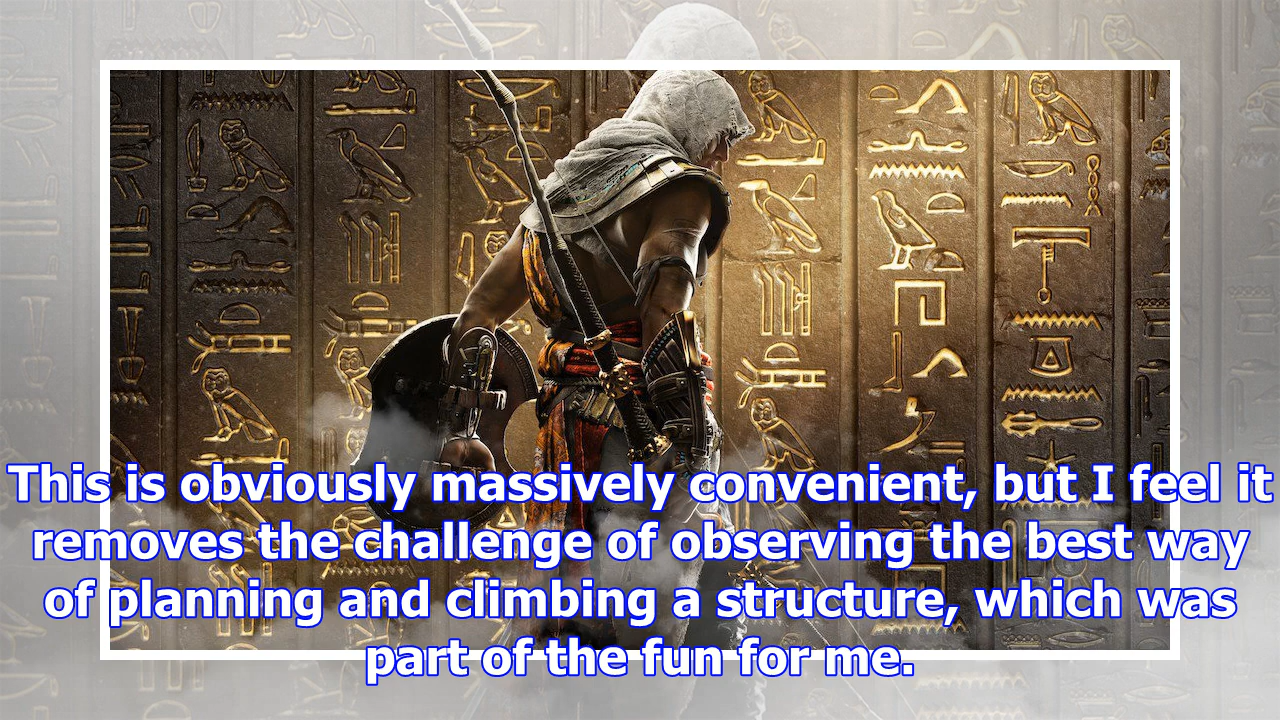 This is obviously massively convenient, but I feel it
removes the challenge of observing the best way
of planning and climbing a structure, which was
part of the fun for me.